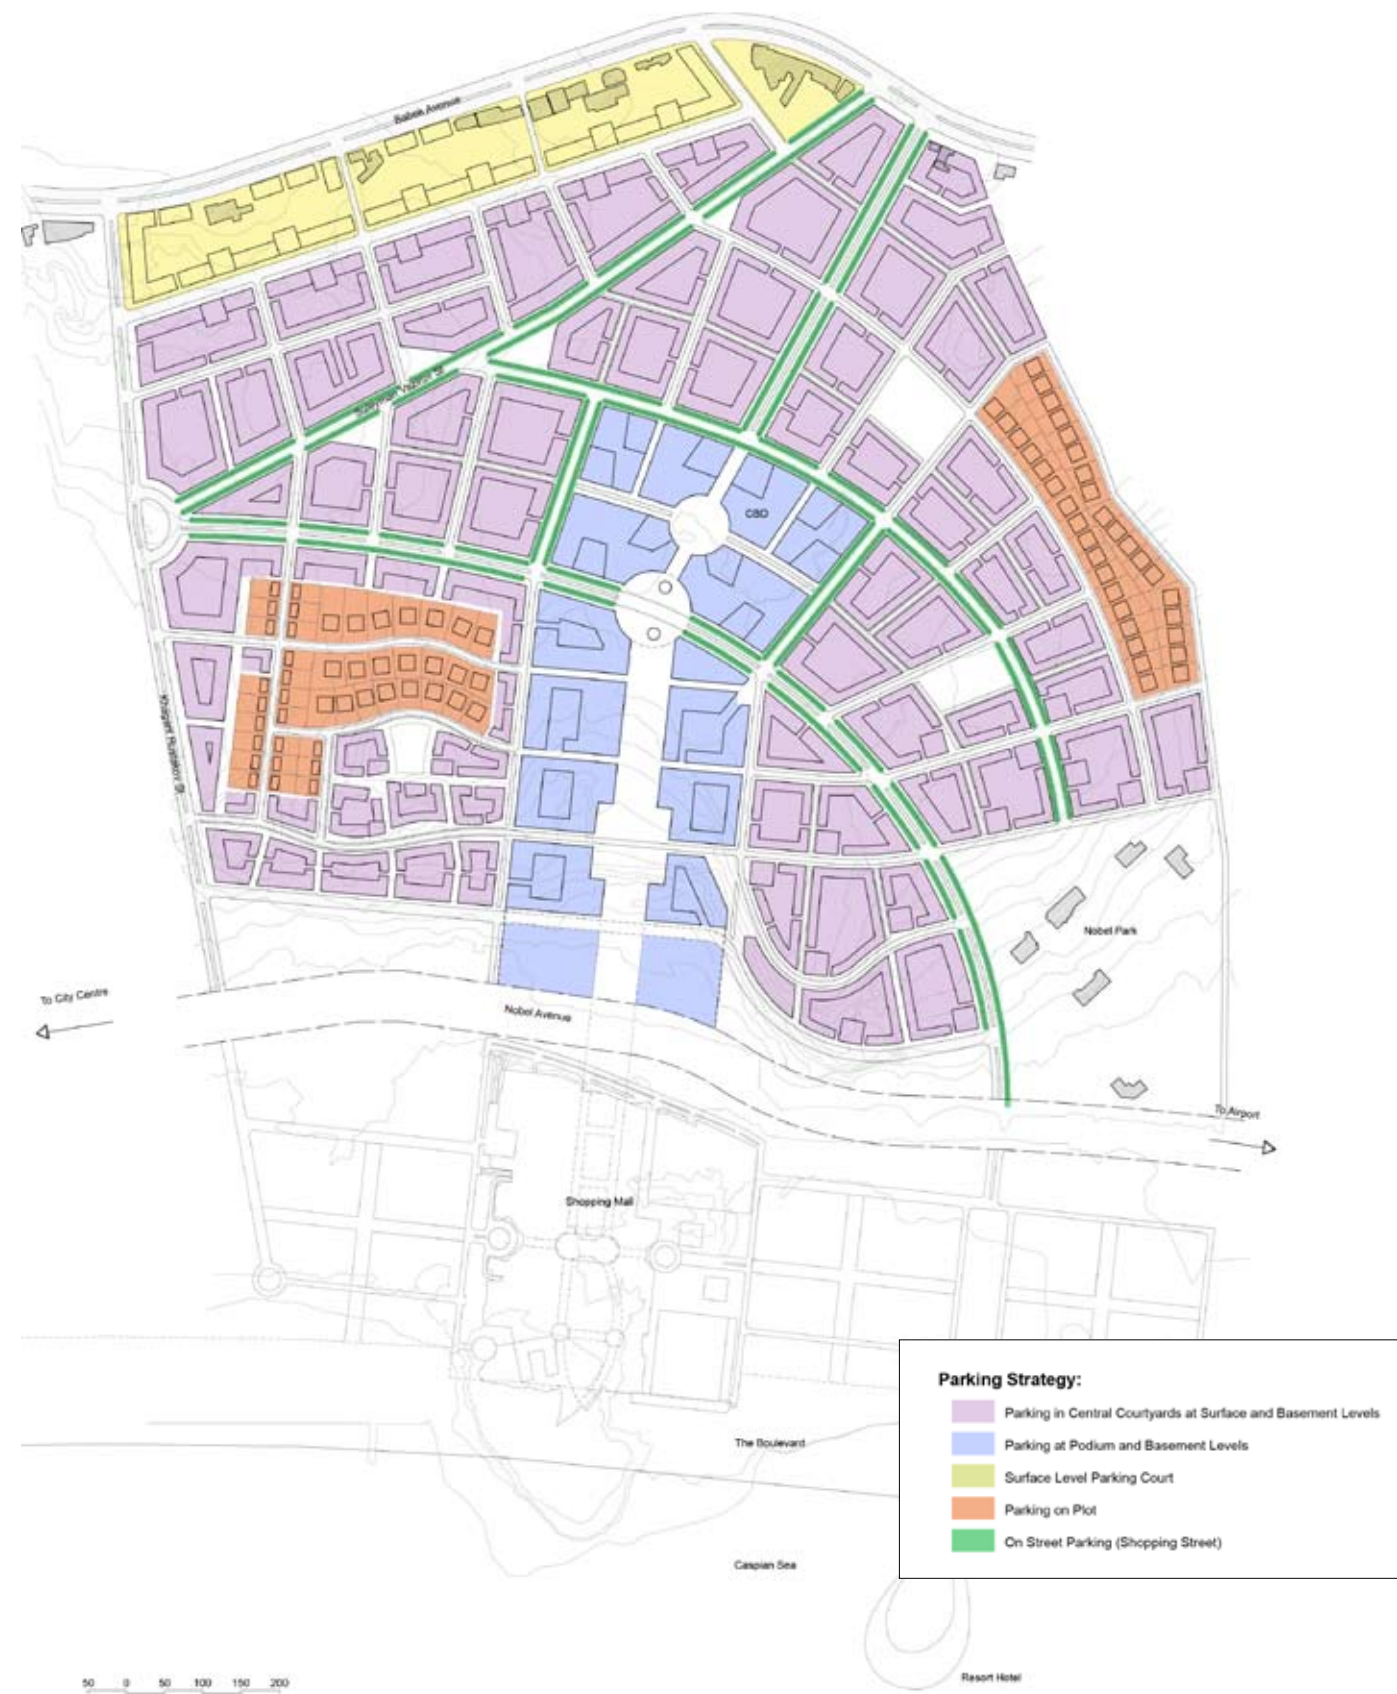 Babek Avenue
CBD
Nobel Park
To City Centre
Nobel Avenue
To Airport
Shopping Mall
Parking Strategy:
Parking in Central Courtyards at Surface and Basement Levels
Parking at Podium and Basement Levels
Surface Level Parking Court
Parking on Plot
On Street Parking (Shopping Street)
The Boulevard
Caspian Sea
Resort Hotel
50 0 50 100 150 200